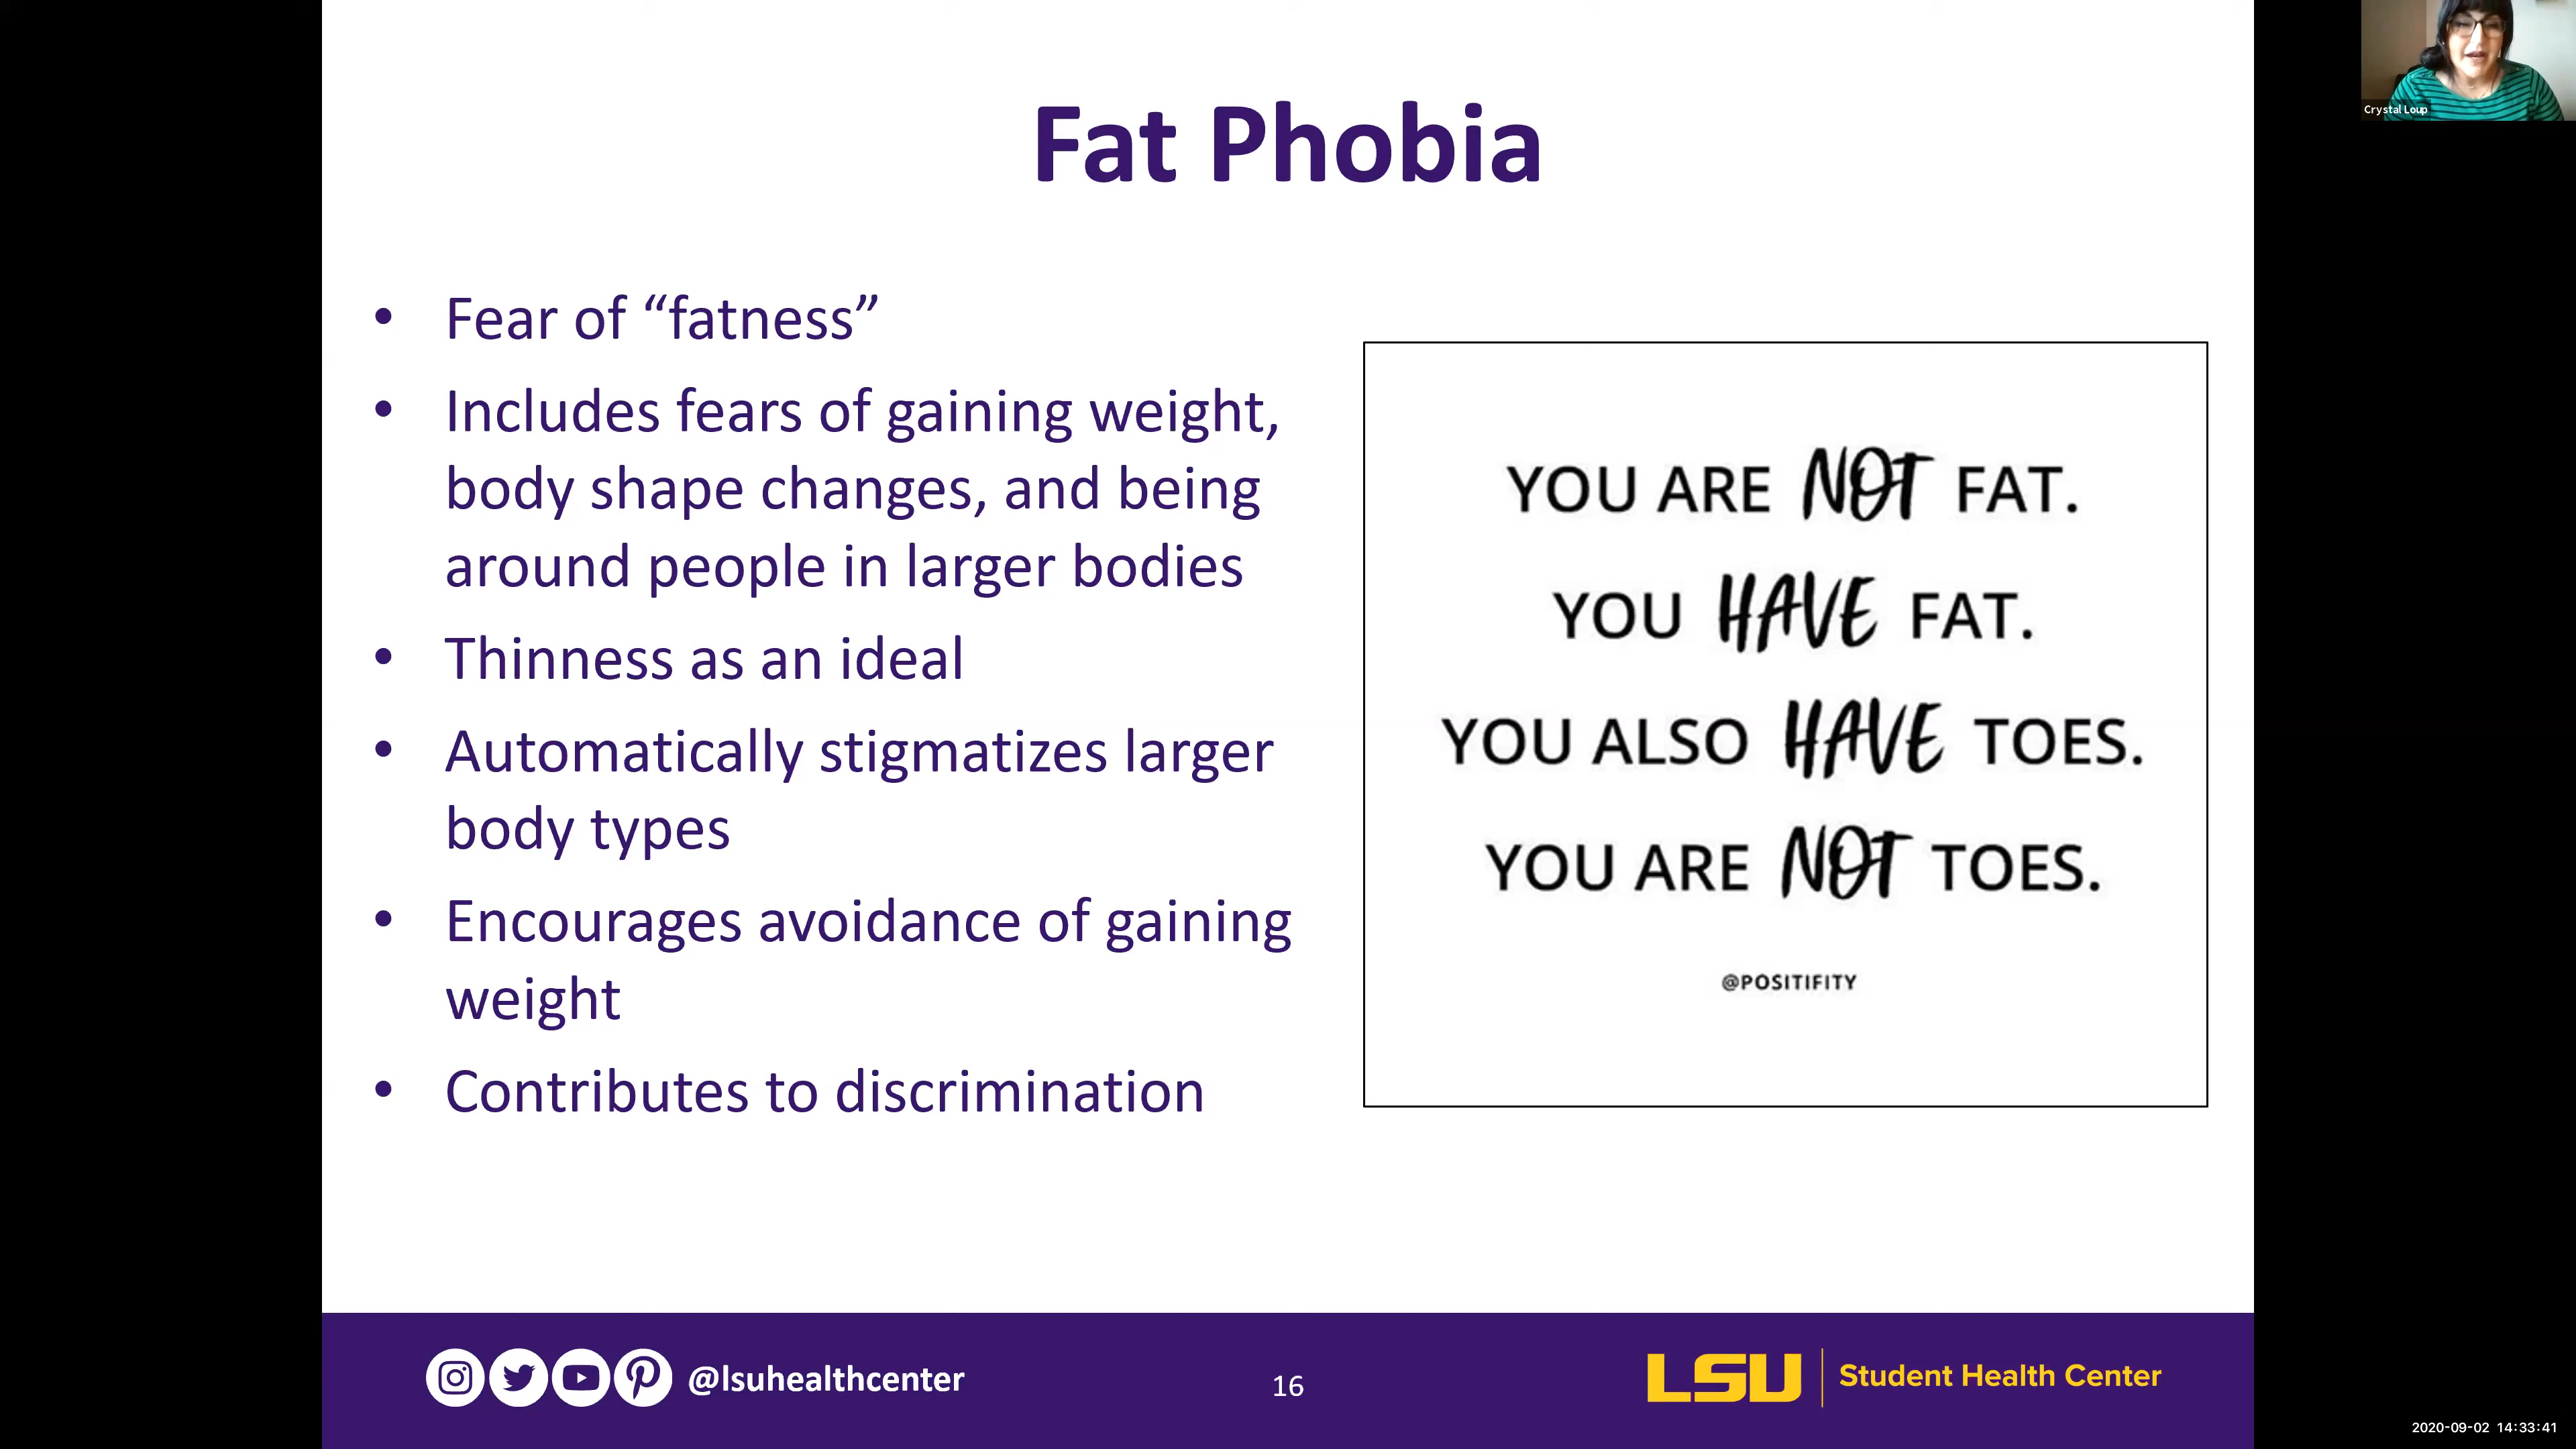 Fat Phobia
Crystal Loup
• Fear of “fatness”
• Includes fears of gaining weight,
body shape changes, and being
around people in larger bodies
• Thinness as an ideal
• Automatically stigmatizes larger
body types
• Encourages avoidance of gaining
weight
• Contributes to discrimination
YOU ARE NOT FAT.
YOU HAVE FAT.
YOU ALSO HAVE TOES.
YOU ARE NOT TOES.
@POSITIFITY
@lsuhealthcenter
16
LSU Student Health Center
2020-09-02 14:33:41